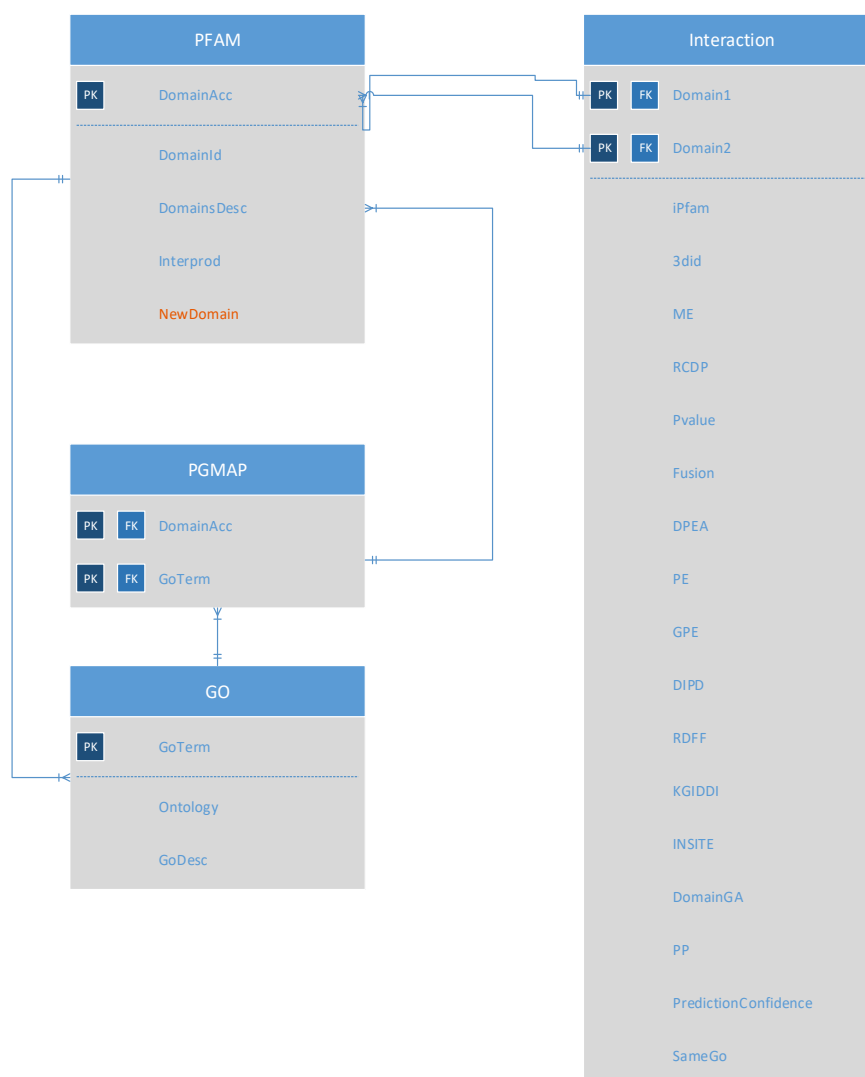 PFAM
PK DomainAcc
DomainId
DomainsDesc
Interprod
NewDomain
PGMAP
PK FK DomainAcc
PK FK GoTerm
GO
PK GoTerm
Ontology
GoDesc
Interaction
PK FK Domain1
PK FK Domain2
iPfam
3did
ME
RCDP
Pvalue
Fusion
DPEA
PE
GPE
DIPD
RDFF
KGIDDI
INSITE
DomainGA
PP
PredictionConfidence
SameGo